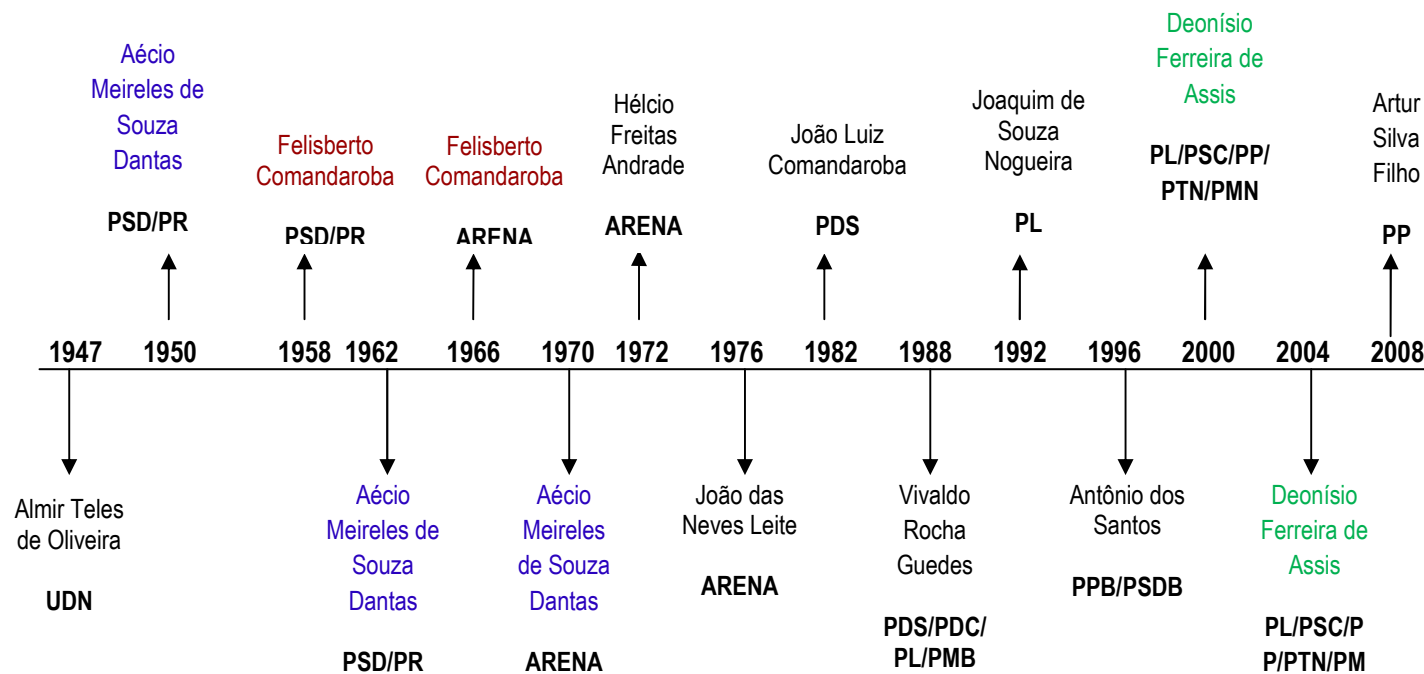 Aécio
Meireles de
Souza
Dantas
PSD/PR
Felisberto
Comandaroba
PSD/PR
Felisberto
Comandaroba
ARENA
Hélcio
Freitas
Andrade
ARENA
João Luiz
Comandaroba
PDS
Joaquim de
Souza
Nogueira
PL
Deonísio
Ferreira de
Assis
PL/PSC/PP/
PTN/PMN
Artur
Silva
Filho
PP
1947 1950 1958 1962 1966 1970 1972 1976 1982 1988 1992 1996 2000 2004 2008
Almir Teles
de Oliveira
UDN
Aécio
Meireles de
Souza
Dantas
PSD/PR
Aécio
Meireles
de Souza
Dantas
ARENA
João das
Neves Leite
ARENA
Vivaldo
Rocha
Guedes
PDS/PDC/
PL/PMB
Antônio dos
Santos
PPB/PSDB
Deonísio
Ferreira de
Assis
PL/PSC/P
P/PTN/PM